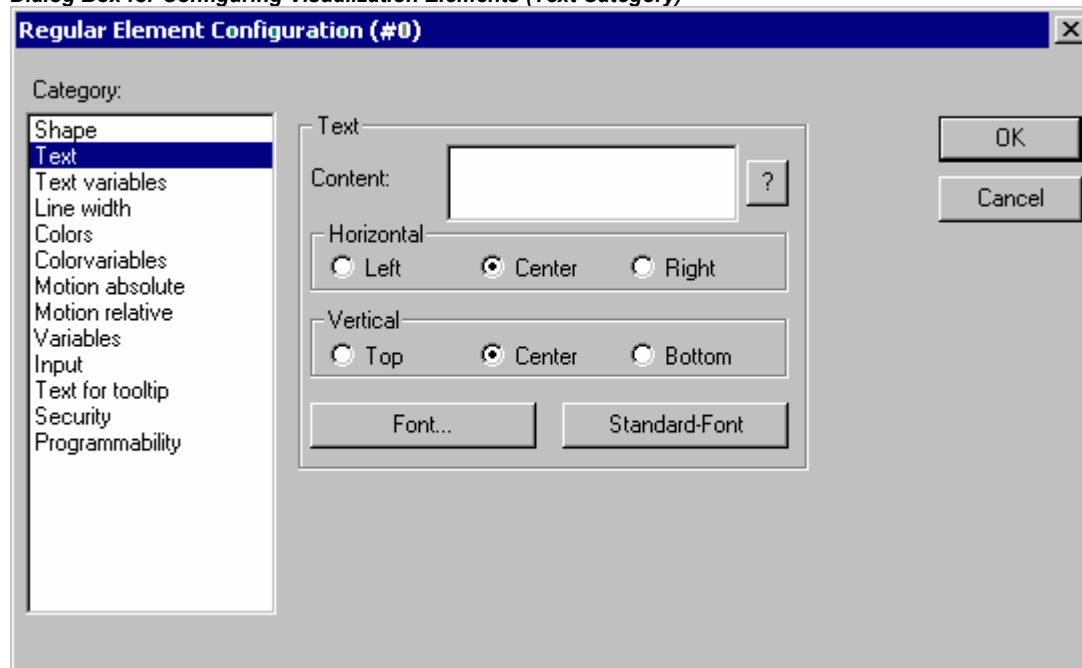 Dialog Box for Configuring Visualization Elements (Text Category)
Regular Element Configuration (#0)
Category:
Shape
Text
Text variables
Line width
Colors
Colorvariables
Motion absolute
Motion relative
Variables
Input
Text for tooltip
Security
Programmability
Text
Content:
?
Horizontal
Left Center Right
Vertical
Top Center Bottom
Font... Standard-Font
OK
Cancel